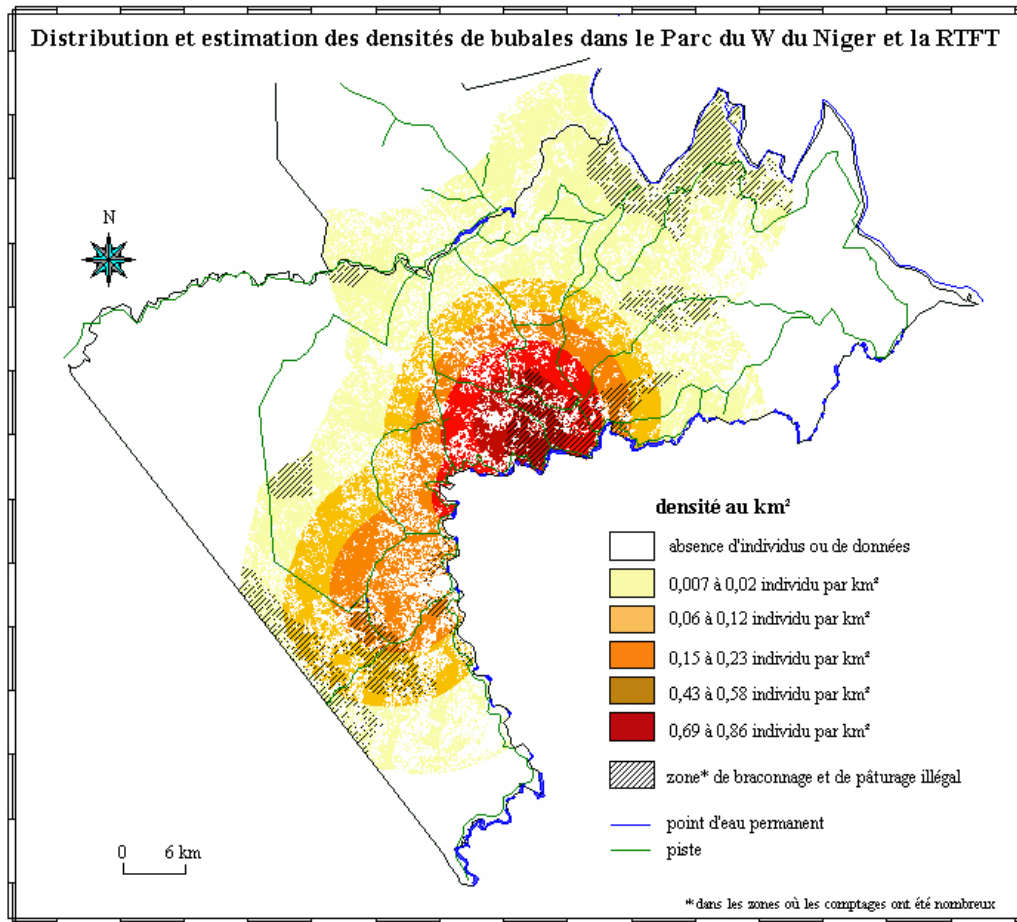 Distribution et estimation des densités de bubales dans le Parc du W du Niger et la RTFT
N
densité au km²
absence d'individus ou de données
0,007 à 0,02 individu par km²
0,06 à 0,12 individu par km²
0,15 à 0,23 individu par km²
0,43 à 0,58 individu par km²
0,69 à 0,86 individu par km²
zone* de braconnage et de pâturage illégal
point d'eau permanent
piste
0 6 km
* dans les zones où les comptages ont été nombreux